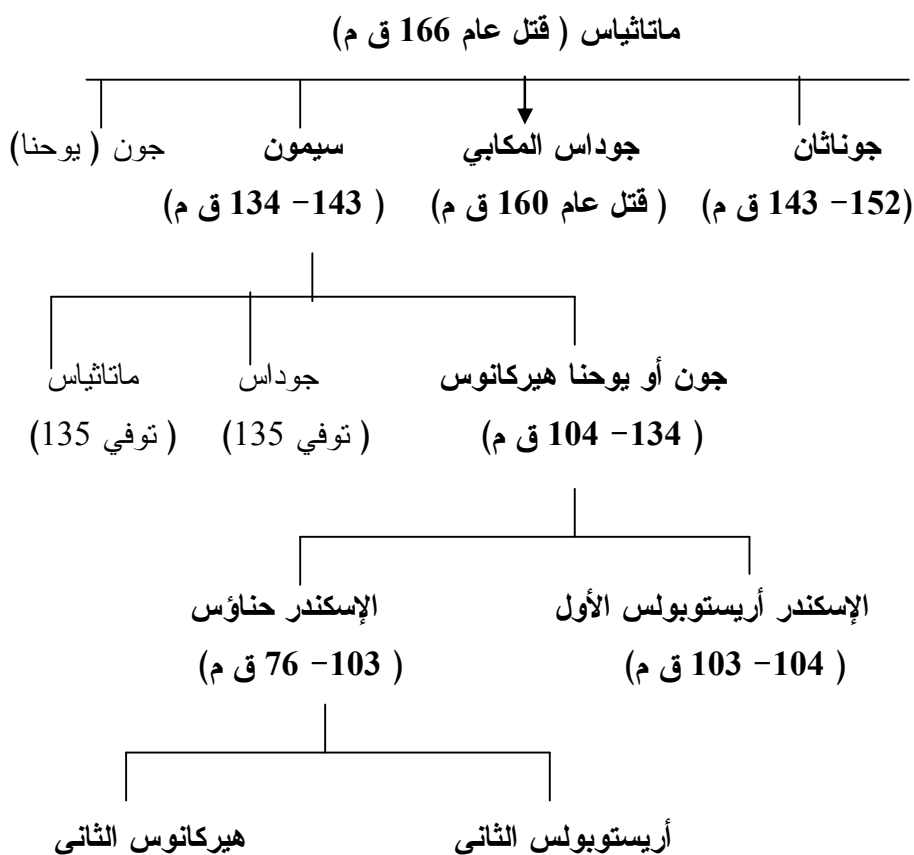 ماتاثياس ( قتل عام 166 ق م)
جوناثان جوداس المكابي سيمون جون ( يوحنا)
(152- 143 ق م) ( قتل عام 160 ق م) ( 143- 134 ق م)
جون أو يوحنا هيركانوس جوداس ماتاثياس
( 134- 104 ق م) ( توفي 135) ( توفي 135)
الإسكندر أريستوبولس الأول الإسكندر حناؤس
( 104- 103 ق م) ( 103- 76 ق م)
أريستوبولس الثانى هيركانوس الثانى